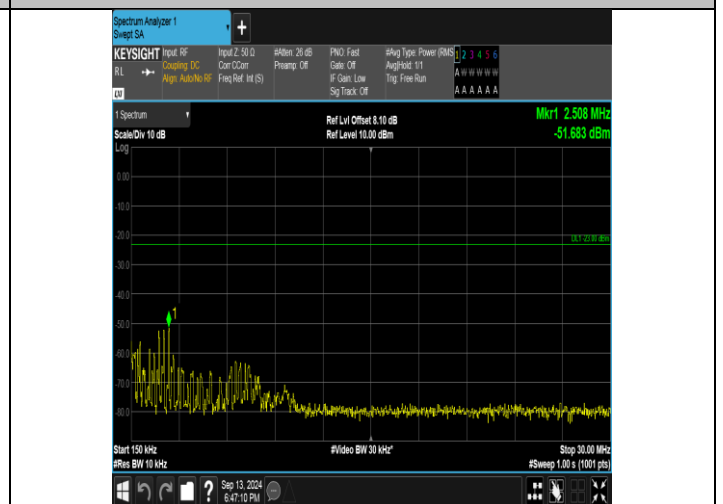 Spectrum Analyzer 1
Swept SA
+
KEYSIGHT Input: RF Input Z: 50 Ω #Atten: 26 dB PNO: Fast #Avg Type: Power (RMS 1 2 3 4 5 6
RL Coupling: DC Corr CCorr Preamp: Off Gate: Off Avg|Hold: 1/1 A W W W W W
Align: Auto/No RF Freq Ref: Int (S) IF Gain: Low Trig: Free Run
Sig Track: Off A A A A A A
LXI
1 Spectrum
Ref Lvl Offset 8.10 dB
Mkr1 2.508 MHz
Scale/Div 10 dB
Ref Level 10.00 dBm
-51.683 dBm
Log
0.00
-10.0
-20.0
DL1 -23.00 dBm
-30.0
-40.0
1
-50.0
-60.0
-70.0
-80.0
Start 150 kHz
#Video BW 30 kHz*
Stop 30.00 MHz
#Res BW 10 kHz
#Sweep 1.00 s (1001 pts)
?
Sep 13, 2024
6:47:10 PM